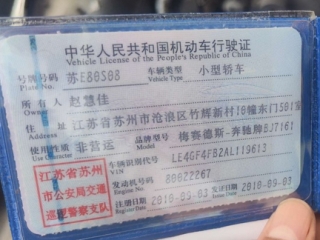 中华人民共和国机动车行驶证
Vehicle License of the People's Republic of China
号牌号码 苏E80S08 车辆类型 小型轿车
Plate No. Vehicle Type
所有人 赵慧佳
Owner
住址 江苏省苏州市沧浪区竹辉新村16幢东门501室
Address
使用性质 非营运 品牌型号 梅赛德斯-奔驰牌BJ7161
Use Character Model
江苏省苏州市公安局交通巡警支队
车辆识别代号 LE4GF4FB2AL119613
VIN
发动机号码 80622267
Engine No.
注册日期 2010-09-03 发证日期 2010-09-03
Register Date Issue Date